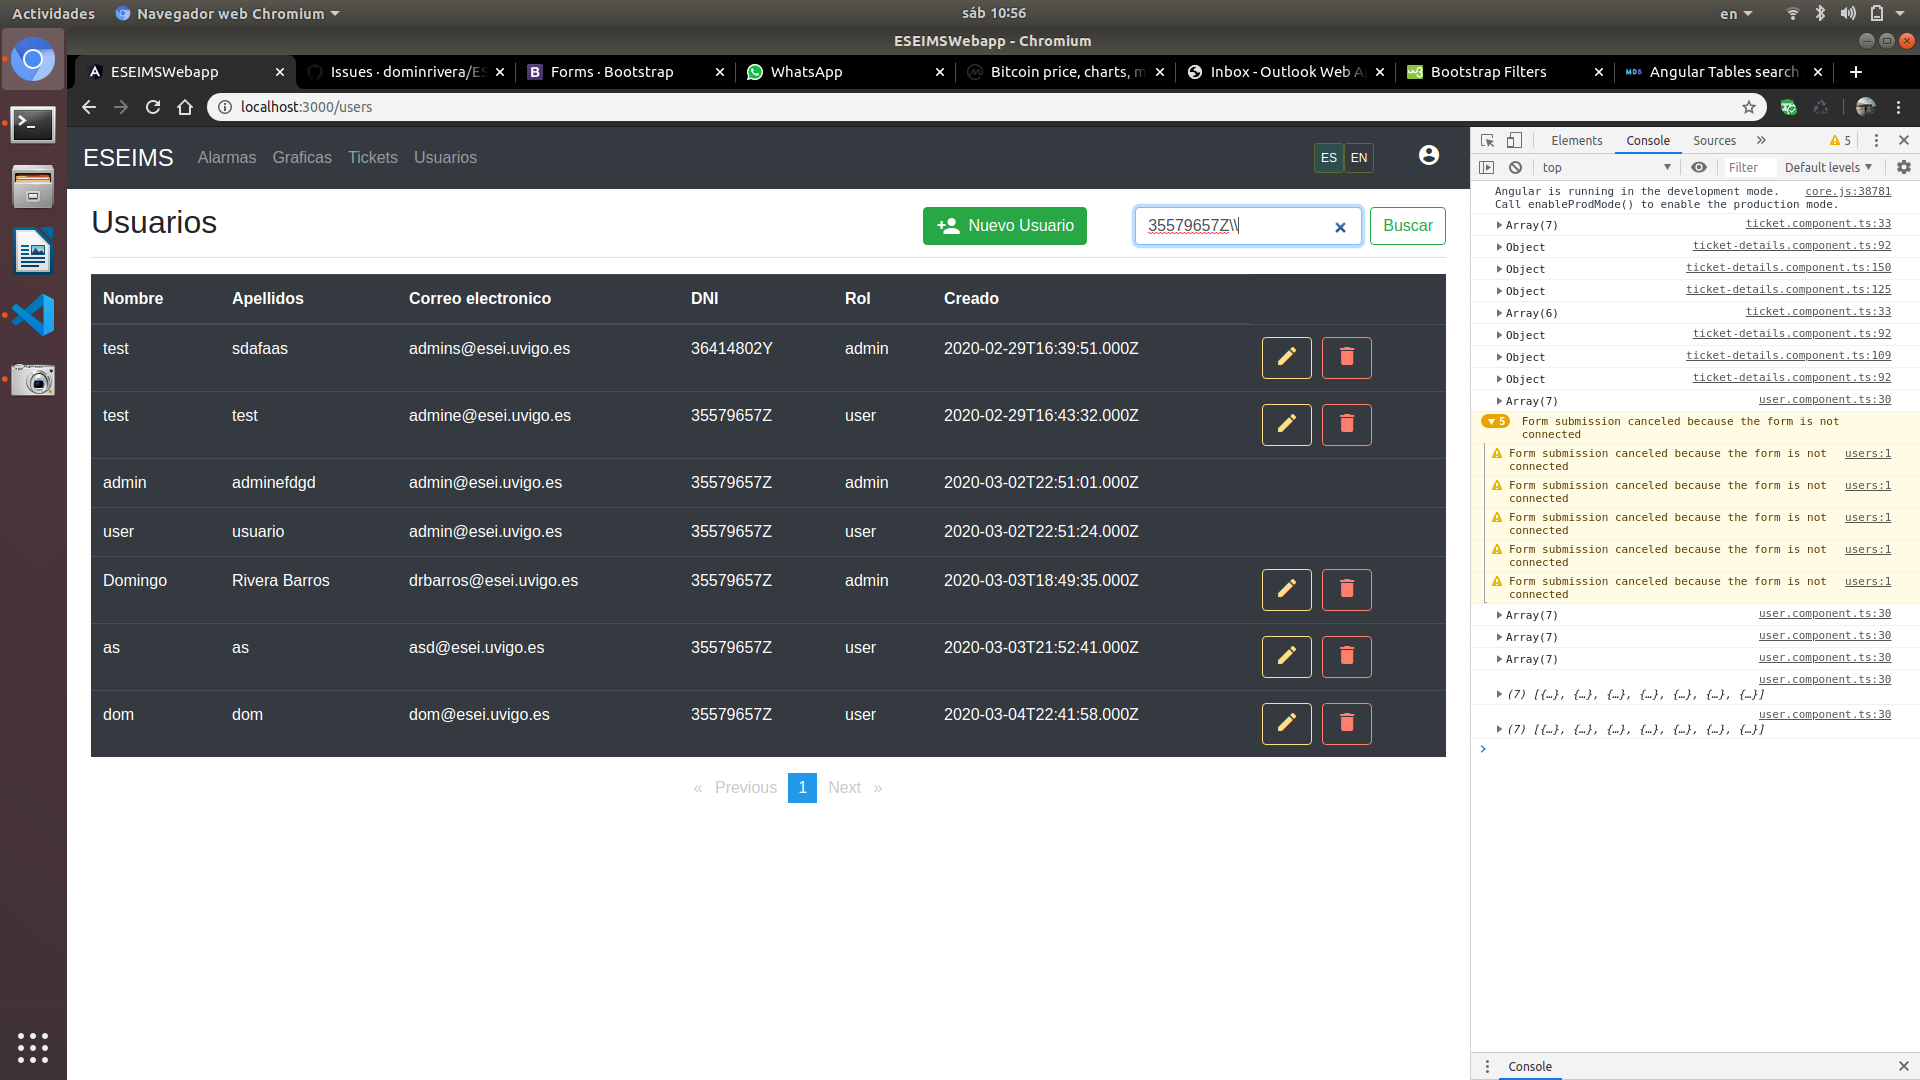 Actividades Navegador web Chromium sáb 10:56 en
ESEIMSWebapp - Chromium
ESEIMSWebapp Issues · dominrivera/ES Forms · Bootstrap WhatsApp Bitcoin price, charts, m Inbox - Outlook Web A Bootstrap Filters Angular Tables search
localhost:3000/users
ESEIMS Alarmas Graficas Tickets Usuarios ES EN
Usuarios Nuevo Usuario 35579657Z\\ Buscar
Nombre Apellidos Correo electronico DNI Rol Creado
test sdafaas admins@esei.uvigo.es 36414802Y admin 2020-02-29T16:39:51.000Z
test test admine@esei.uvigo.es 35579657Z user 2020-02-29T16:43:32.000Z
admin adminefdgd admin@esei.uvigo.es 35579657Z admin 2020-03-02T22:51:01.000Z
user usuario admin@esei.uvigo.es 35579657Z user 2020-03-02T22:51:24.000Z
Domingo Rivera Barros drbarros@esei.uvigo.es 35579657Z admin 2020-03-03T18:49:35.000Z
as as asd@esei.uvigo.es 35579657Z user 2020-03-03T21:52:41.000Z
dom dom dom@esei.uvigo.es 35579657Z user 2020-03-04T22:41:58.000Z
« Previous 1 Next »
Elements Console Sources » 5
top Filter Default levels
Angular is running in the development mode. core.js:38781
Call enableProdMode() to enable the production mode.
Array(7) ticket.component.ts:33
Object ticket-details.component.ts:92
Object ticket-details.component.ts:150
Object ticket-details.component.ts:125
Array(6) ticket.component.ts:33
Object ticket-details.component.ts:92
Object ticket-details.component.ts:109
Object ticket-details.component.ts:92
Array(7) user.component.ts:30
5 Form submission canceled because the form is not
connected
Form submission canceled because the form is not users:1
connected
Form submission canceled because the form is not users:1
connected
Form submission canceled because the form is not users:1
connected
Form submission canceled because the form is not users:1
connected
Form submission canceled because the form is not users:1
connected
Array(7) user.component.ts:30
Array(7) user.component.ts:30
Array(7) user.component.ts:30
user.component.ts:30
(7) [{…}, {…}, {…}, {…}, {…}, {…}, {…}]
user.component.ts:30
(7) [{…}, {…}, {…}, {…}, {…}, {…}, {…}]
Console